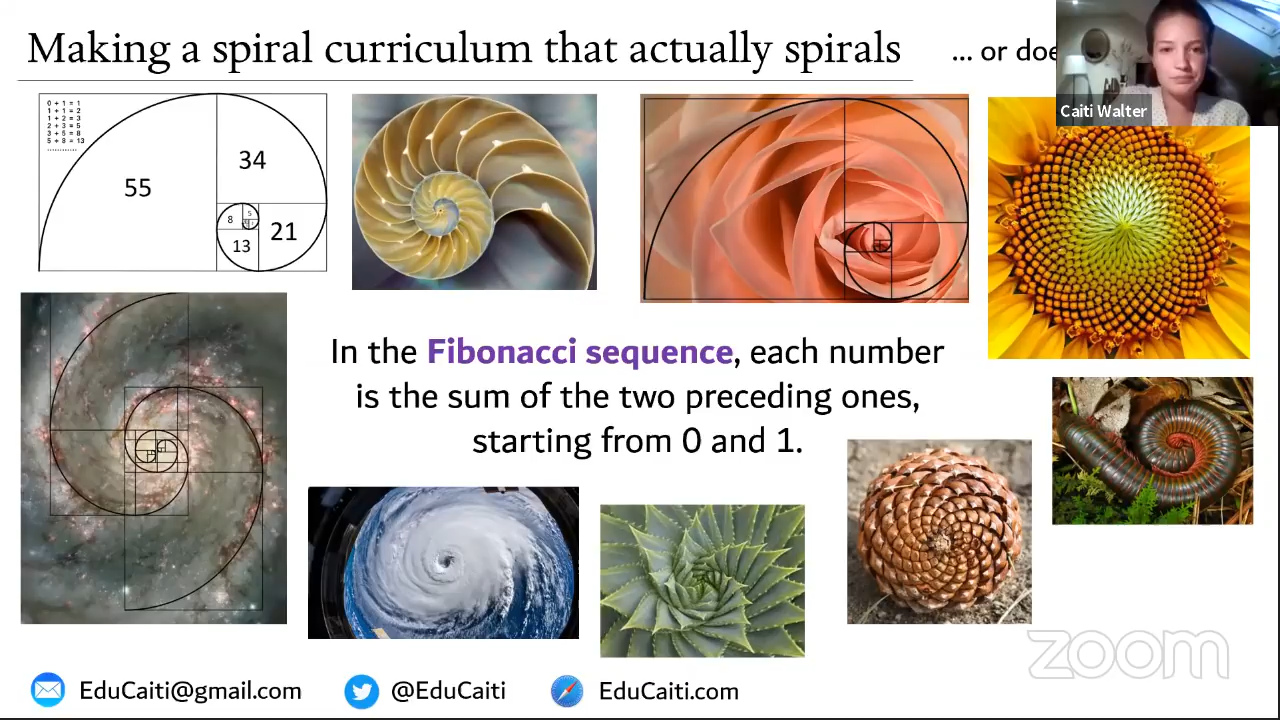 Making a spiral curriculum that actually spirals
... or doe
Caiti Walter
0 + 1 = 1
1 + 1 = 2
1 + 2 = 3
2 + 3 = 5
3 + 5 = 8
5 + 8 = 13
.............
55
34
8
5
13
21
In the Fibonacci sequence, each number
is the sum of the two preceding ones,
starting from 0 and 1.
zoom
EduCaiti@gmail.com
@EduCaiti
EduCaiti.com